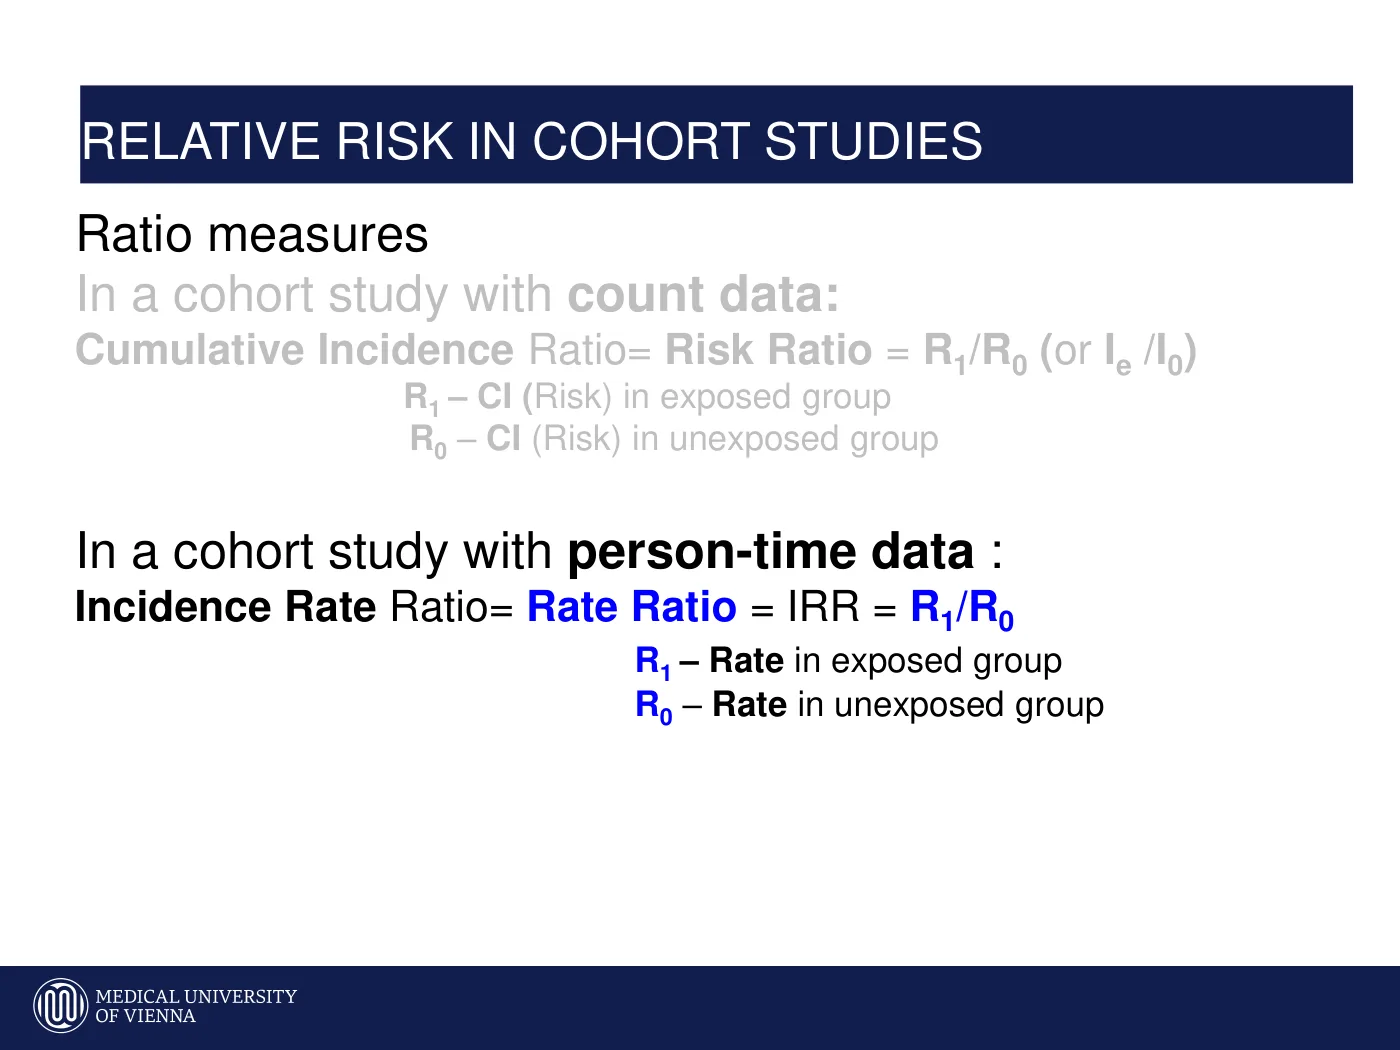 RELATIVE RISK IN COHORT STUDIES
Ratio measures
In a cohort study with count data:
Cumulative Incidence Ratio= Risk Ratio = R₁/R₀ (or Iₑ /I₀)
R₁ – CI (Risk) in exposed group
R₀ – CI (Risk) in unexposed group
In a cohort study with person-time data :
Incidence Rate Ratio= Rate Ratio = IRR = R₁/R₀
R₁ – Rate in exposed group
R₀ – Rate in unexposed group
MEDICAL UNIVERSITY
OF VIENNA